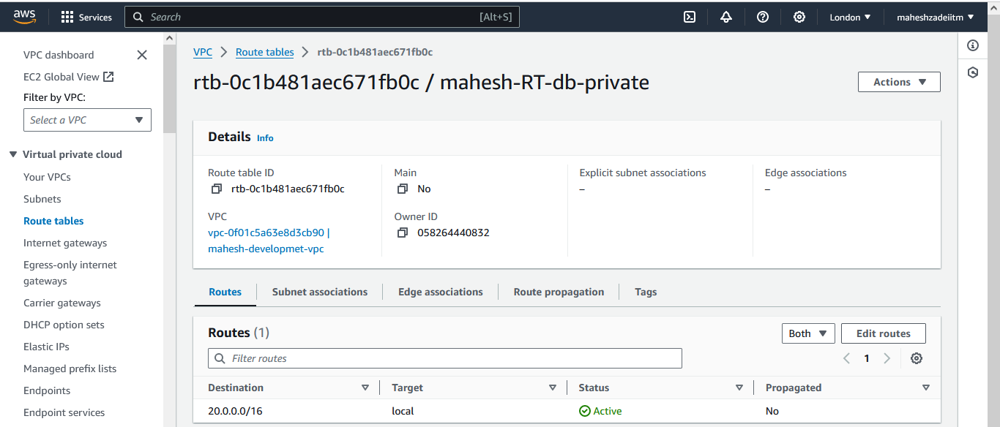 aws
Services
Search
[Alt+S]
London
maheshzadeiitm
VPC dashboard
EC2 Global View
Filter by VPC:
Select a VPC
Virtual private cloud
Your VPCs
Subnets
Route tables
Internet gateways
Egress-only internet
gateways
Carrier gateways
DHCP option sets
Elastic IPs
Managed prefix lists
Endpoints
Endpoint services
VPC
Route tables
rtb-0c1b481aec671fb0c
rtb-0c1b481aec671fb0c / mahesh-RT-db-private
Actions
Details Info
Route table ID
rtb-0c1b481aec671fb0c
Main
No
Explicit subnet associations
–
Edge associations
–
VPC
vpc-0f01c5a63e8d3cb90 |
mahesh-developmet-vpc
Owner ID
058264440832
Routes
Subnet associations
Edge associations
Route propagation
Tags
Routes (1)
Both
Edit routes
Filter routes
1
Destination
Target
Status
Propagated
20.0.0.0/16
local
Active
No